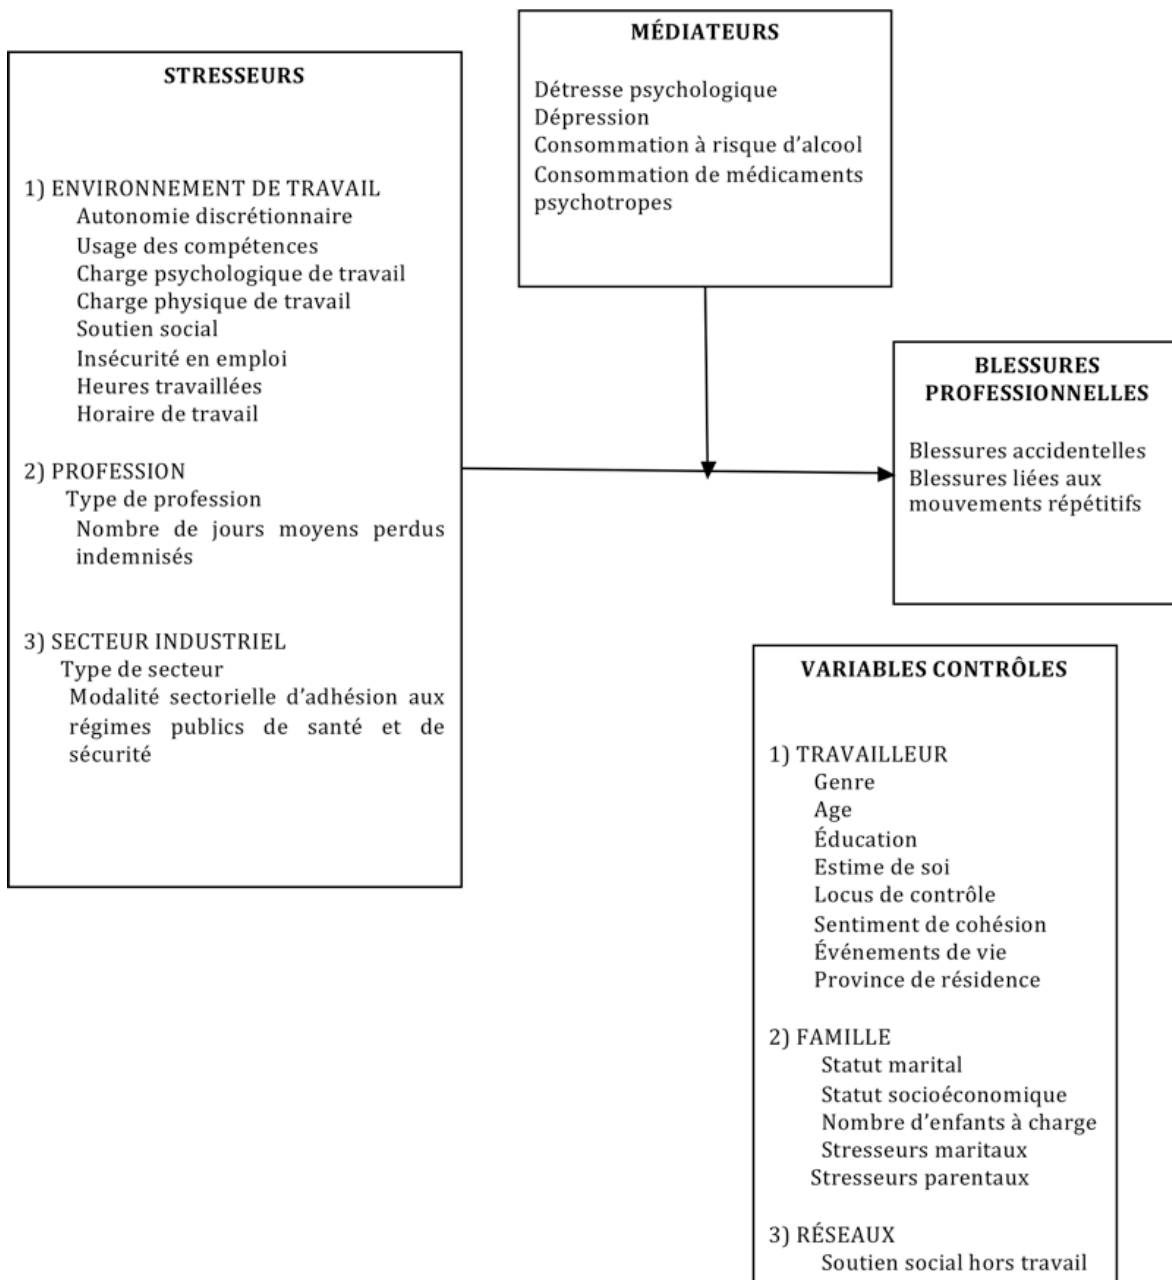 MÉDIATEURS
Détresse psychologique
Dépression
Consommation à risque d'alcool
Consommation de médicaments
psychotropes
STRESSEURS
1) ENVIRONNEMENT DE TRAVAIL
Autonomie discrétionnaire
Usage des compétences
Charge psychologique de travail
Charge physique de travail
Soutien social
Insécurité en emploi
Heures travaillées
Horaire de travail
2) PROFESSION
Type de profession
Nombre de jours moyens perdus
indemnisés
3) SECTEUR INDUSTRIEL
Type de secteur
Modalité sectorielle d'adhésion aux
régimes publics de santé et de
sécurité
BLESSURES
PROFESSIONNELLES
Blessures accidentelles
Blessures liées aux
mouvements répétitifs
VARIABLES CONTRÔLES
1) TRAVAILLEUR
Genre
Age
Éducation
Estime de soi
Locus de contrôle
Sentiment de cohésion
Événements de vie
Province de résidence
2) FAMILLE
Statut marital
Statut socioéconomique
Nombre d'enfants à charge
Stresseurs maritaux
Stresseurs parentaux
3) RÉSEAUX
Soutien social hors travail